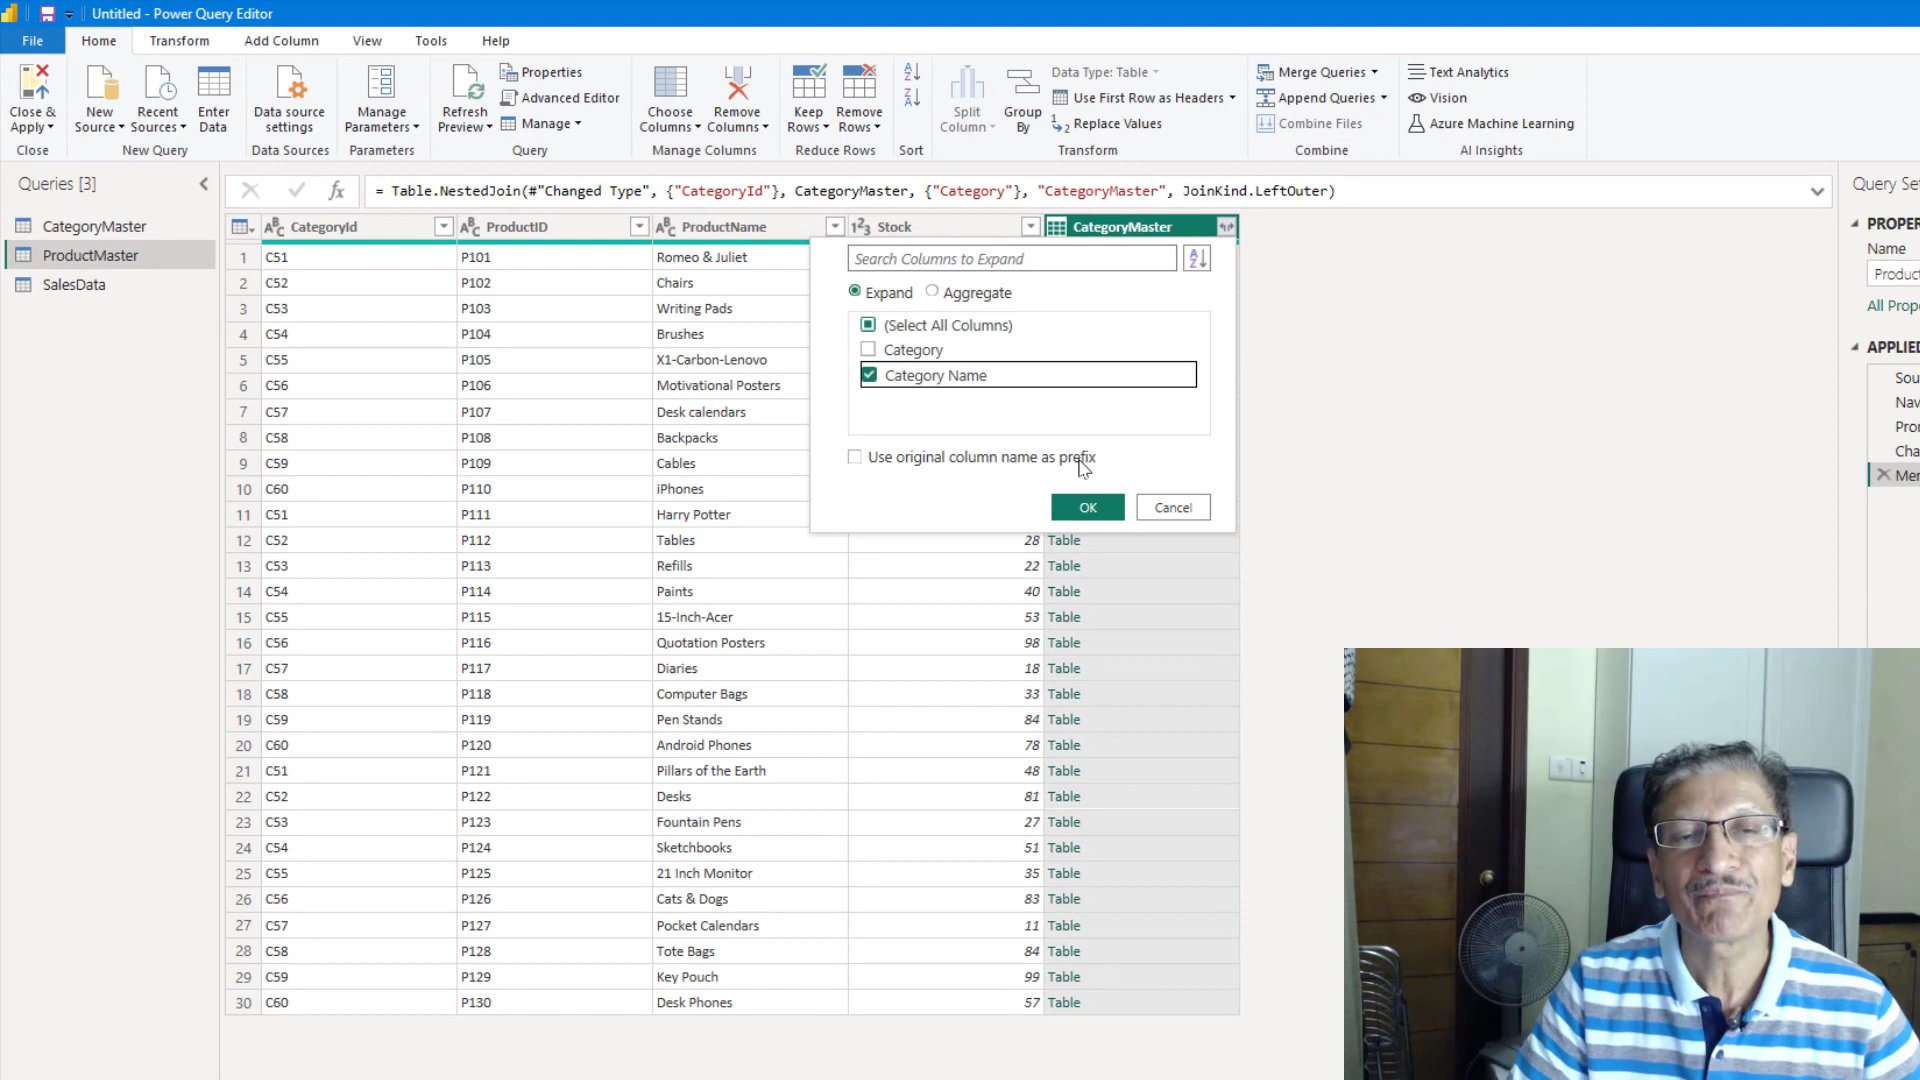 Untitled - Power Query Editor
File Home Transform Add Column View Tools Help
Close & Apply
New Source
Recent Sources
Enter Data
Data source settings
Manage Parameters
Refresh Preview
Properties
Advanced Editor
Manage
Choose Columns
Remove Columns
Keep Rows
Remove Rows
Split Column
Group By
Data Type: Table
Use First Row as Headers
Replace Values
Merge Queries
Append Queries
Combine Files
Text Analytics
Vision
Azure Machine Learning
Close New Query Data Sources Parameters Query Manage Columns Reduce Rows Sort Transform Combine AI Insights
Queries [3]
CategoryMaster
ProductMaster
SalesData
= Table.NestedJoin(#"Changed Type", {"CategoryId"}, CategoryMaster, {"Category"}, "CategoryMaster", JoinKind.LeftOuter)
CategoryId ProductID ProductName Stock CategoryMaster
1 C51 P101 Romeo & Juliet
2 C52 P102 Chairs
3 C53 P103 Writing Pads
4 C54 P104 Brushes
5 C55 P105 X1-Carbon-Lenovo
6 C56 P106 Motivational Posters
7 C57 P107 Desk calendars
8 C58 P108 Backpacks
9 C59 P109 Cables
10 C60 P110 iPhones
11 C51 P111 Harry Potter
12 C52 P112 Tables 28 Table
13 C53 P113 Refills 22 Table
14 C54 P114 Paints 40 Table
15 C55 P115 15-Inch-Acer 53 Table
16 C56 P116 Quotation Posters 98 Table
17 C57 P117 Diaries 18 Table
18 C58 P118 Computer Bags 33 Table
19 C59 P119 Pen Stands 84 Table
20 C60 P120 Android Phones 78 Table
21 C51 P121 Pillars of the Earth 48 Table
22 C52 P122 Desks 81 Table
23 C53 P123 Fountain Pens 27 Table
24 C54 P124 Sketchbooks 51 Table
25 C55 P125 21 Inch Monitor 35 Table
26 C56 P126 Cats & Dogs 83 Table
27 C57 P127 Pocket Calendars 11 Table
28 C58 P128 Tote Bags 84 Table
29 C59 P129 Key Pouch 99 Table
30 C60 P130 Desk Phones 57 Table
Search Columns to Expand
Expand Aggregate
(Select All Columns)
Category
Category Name
Use original column name as prefix
OK Cancel
Query Set
PROPER
Name
Product
All Prop
APPLIED
Sou
Nav
Pror
Cha
Mer